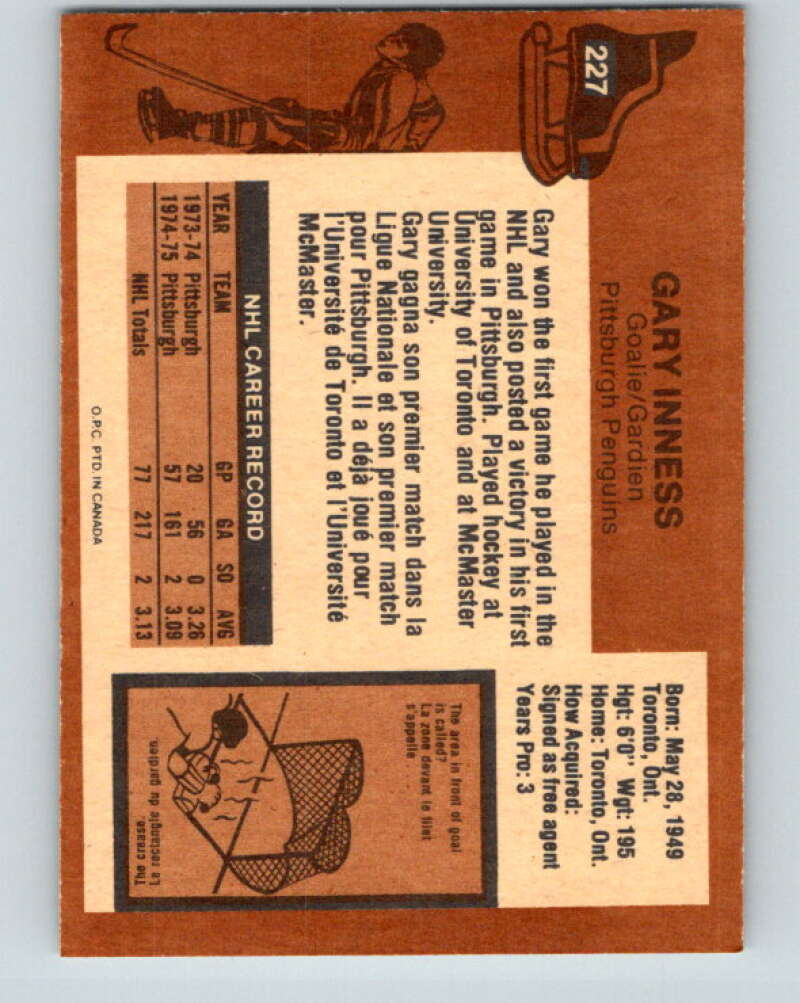 227
GARY INNESS
Goalie/Gardien
Pittsburgh Penguins
Gary won the first game he played in the
NHL and also posted a victory in his first
game in Pittsburgh. Played hockey at
University of Toronto and at McMaster
University.
Gary gagna son premier match dans la
Ligue Nationale et son premier match
pour Pittsburgh. Il a déjà joué pour
l'Université de Toronto et l'Université
McMaster.
NHL CAREER RECORD
YEAR TEAM GP GA SO AVG
1973-74 Pittsburgh 20 56 0 3.26
1974-75 Pittsburgh 57 161 2 3.09
NHL Totals 77 217 2 3.13
O.P.C. PTD. IN CANADA
Born: May 28, 1949
Toronto, Ont.
Hgt: 6'0" Wgt: 195
Home: Toronto, Ont.
How Acquired:
Signed as free agent
Years Pro: 3
The area in front of goal
is called?
La zone devant le filet
s'appelle
The crease.
Le rectangle du gardien.